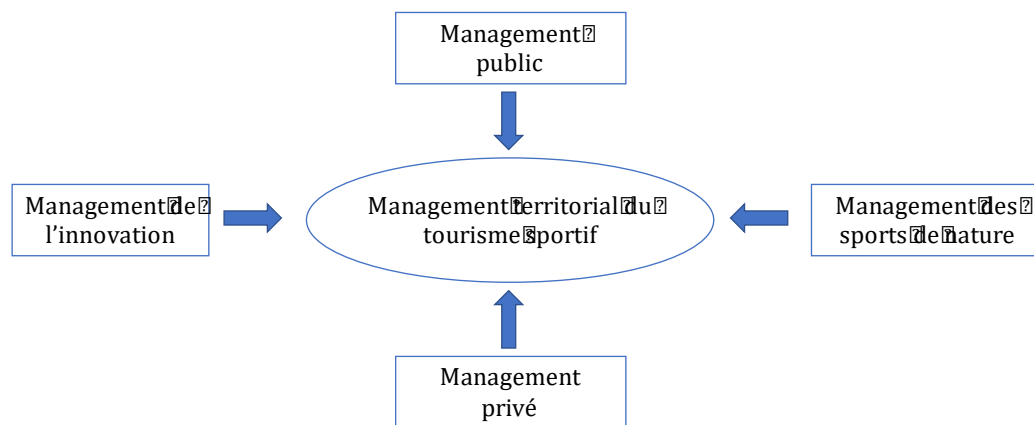 Management
public
Management de
l'innovation
Management territorial du
tourisme sportif
Management des
sports de nature
Management
privé